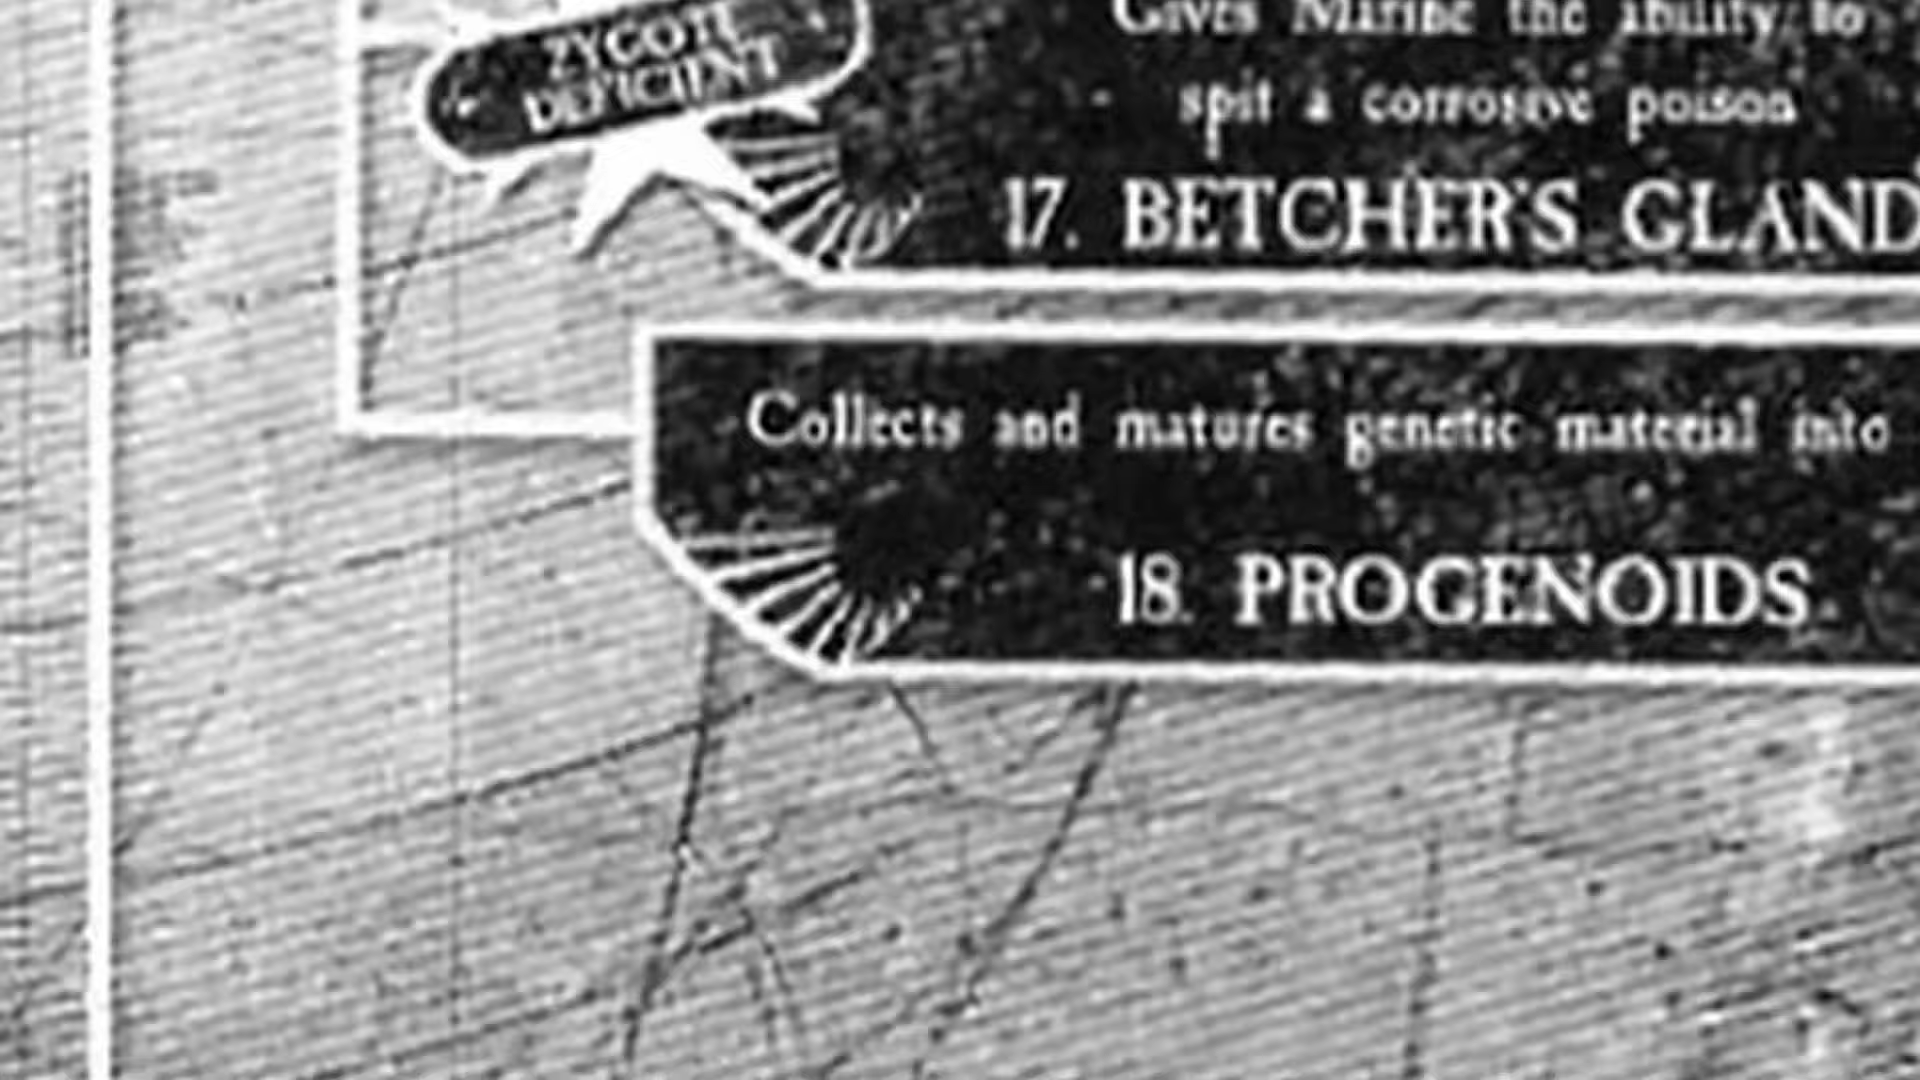 ZYGOTE
DEFICIENT
Gives Marine the ability to
spit a corrosive poison
17. BETCHER'S GLAND
Collects and matures genetic material into
18. PROGENOIDS